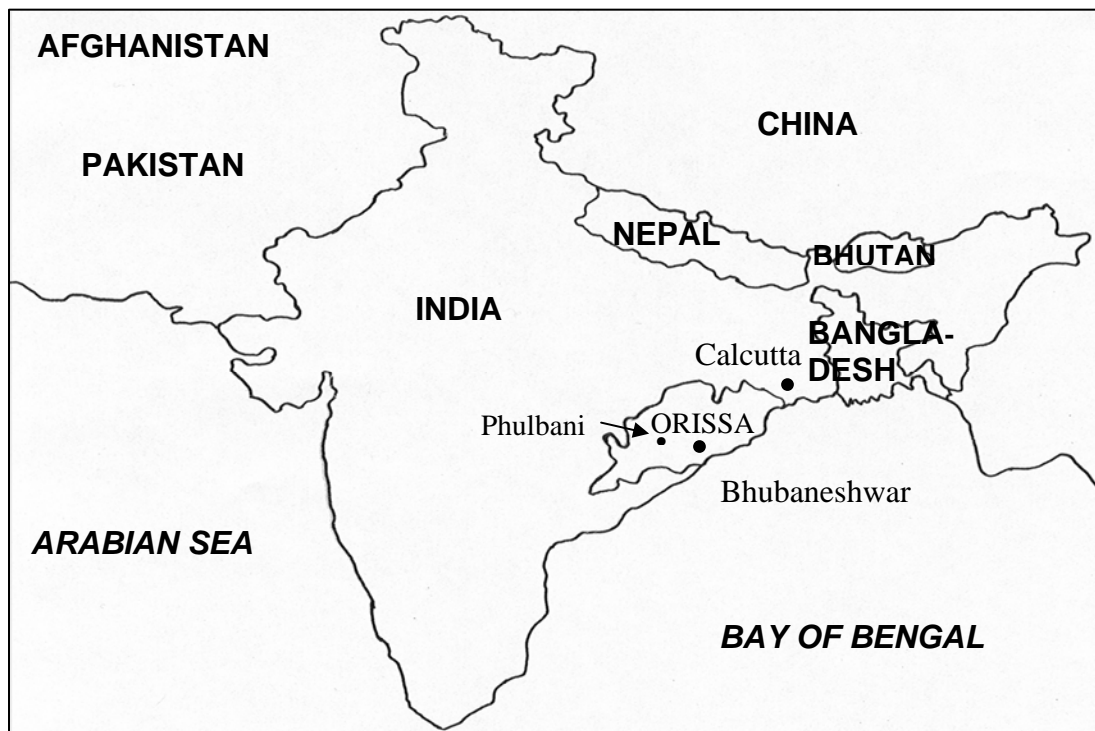 AFGHANISTAN
CHINA
PAKISTAN
NEPAL
BHUTAN
INDIA
BANGLA-
DESH
Calcutta
Phulbani
ORISSA
Bhubaneshwar
ARABIAN SEA
BAY OF BENGAL